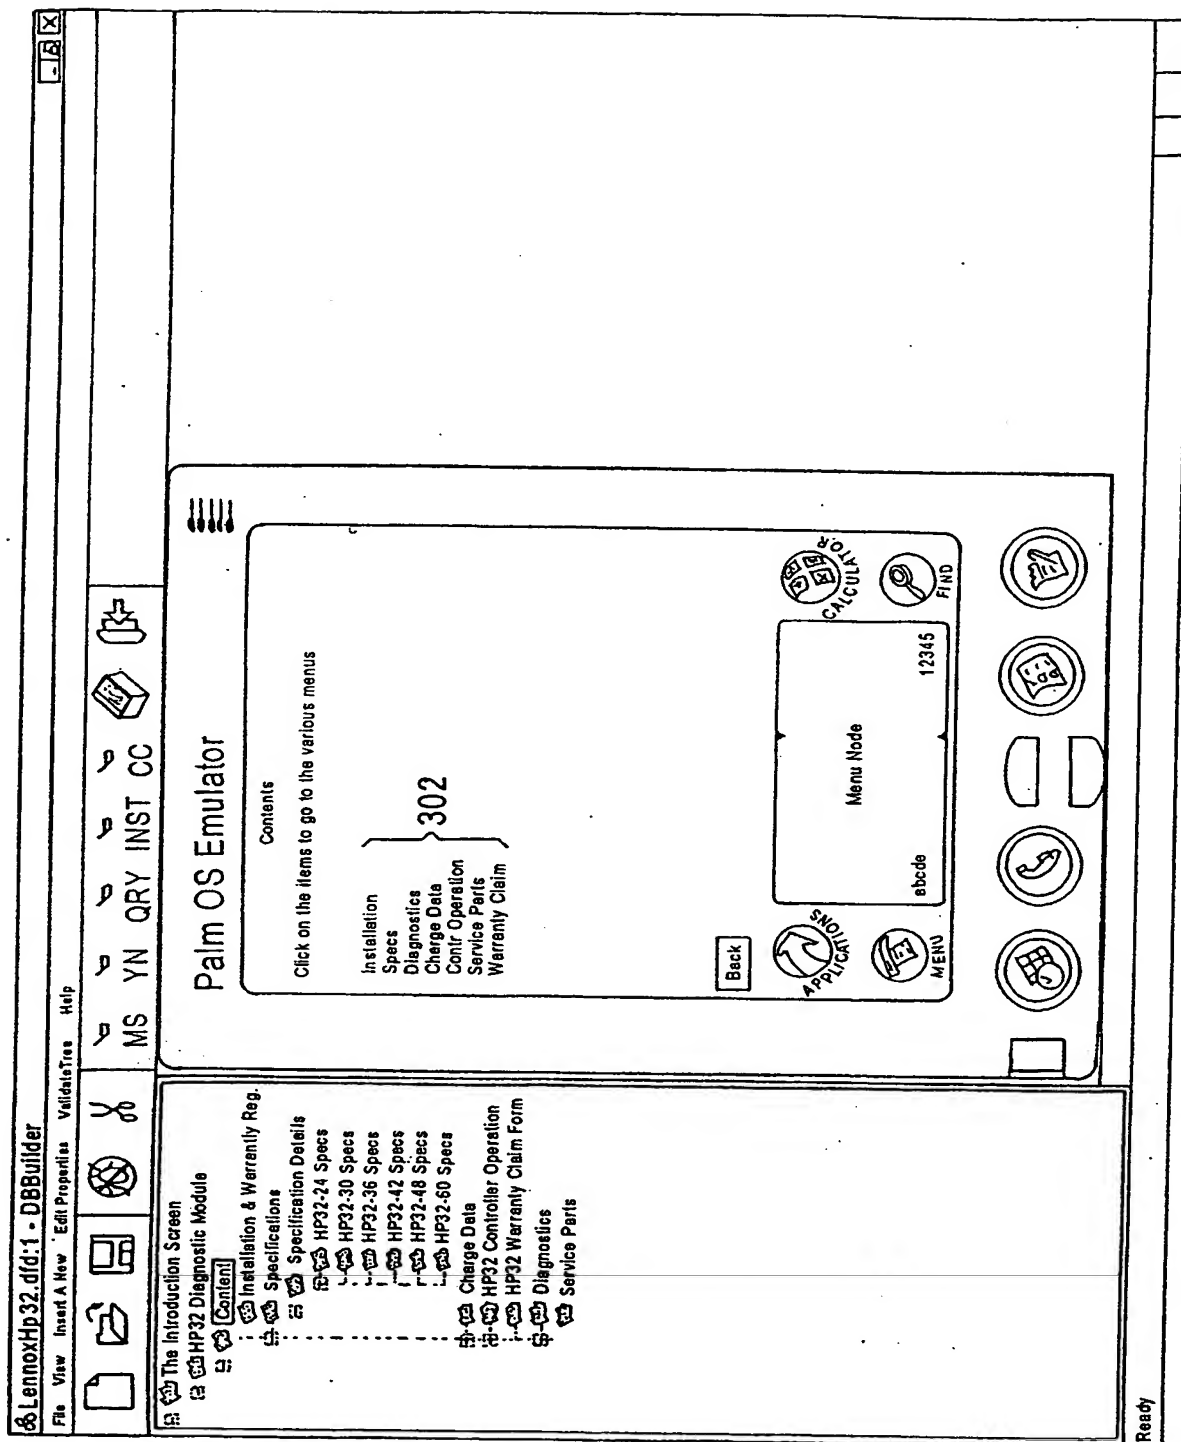 LennoxHp32.dfd:1 - DBBuilder
File View Insert A New Edit Properties ValidateTree Help
MS YN QRY INST CC
The Introduction Screen
HP32 Diagnostic Module
Content
Installation & Warrently Reg.
Specifications
Specification Details
HP32-24 Specs
HP32-30 Specs
HP32-36 Specs
HP32-42 Specs
HP32-48 Specs
HP32-60 Specs
Charge Data
HP32 Controller Operation
HP32 Warranty Claim Form
Diagnostics
Service Parts
Palm OS Emulator
Contents
Click on the items to go to the various menus
Installation
Specs
Diagnostics
Charge Data
Contr Operation
Service Parts
Warranty Claim
302
Back
APPLICATIONS
CALCULATOR
MENU
FIND
Menu Node
abcde 12345
Ready